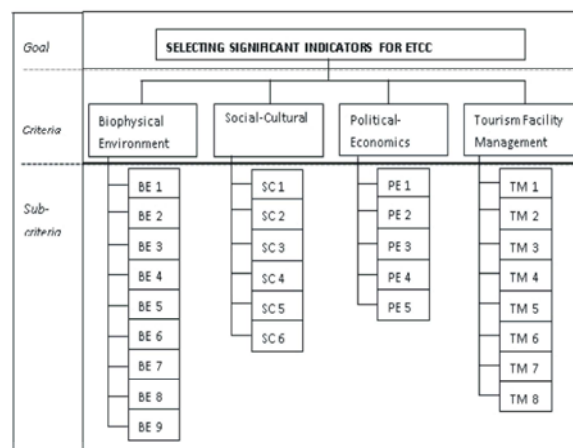 Goal
SELECTING SIGNIFICANT INDICATORS FOR ETCC
Criteria
Biophysical
Environment
Social-Cultural
Political-
Economics
Tourism Facility
Management
Sub-
criteria
BE 1
BE 2
BE 3
BE 4
BE 5
BE 6
BE 7
BE 8
BE 9
SC 1
SC 2
SC 3
SC 4
SC 5
SC 6
PE 1
PE 2
PE 3
PE 4
PE 5
TM 1
TM 2
TM 3
TM 4
TM 5
TM 6
TM 7
TM 8